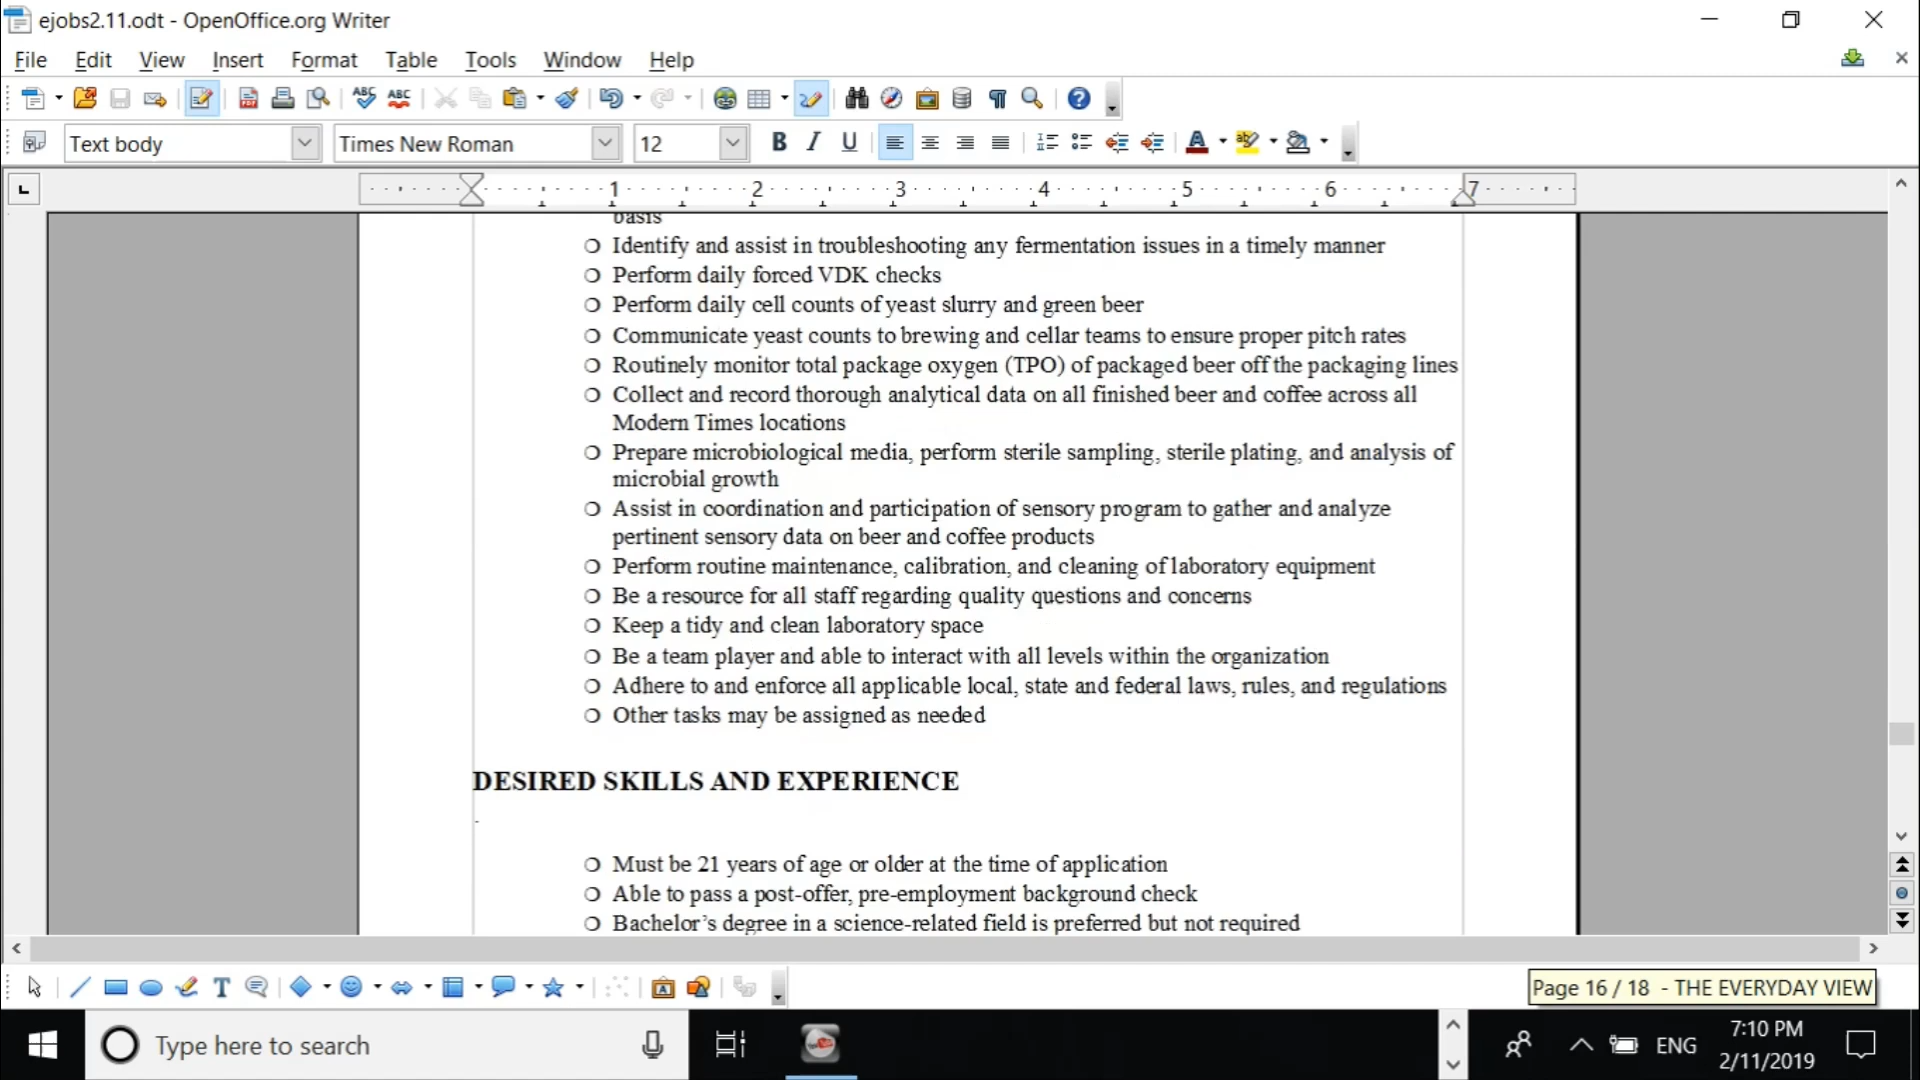 ejobs2.11.odt - OpenOffice.org Writer
File Edit View Insert Format Table Tools Window Help
Text body Times New Roman 12
1 2 3 4 5 6 7
basis
Identify and assist in troubleshooting any fermentation issues in a timely manner
Perform daily forced VDK checks
Perform daily cell counts of yeast slurry and green beer
Communicate yeast counts to brewing and cellar teams to ensure proper pitch rates
Routinely monitor total package oxygen (TPO) of packaged beer off the packaging lines
Collect and record thorough analytical data on all finished beer and coffee across all
Modern Times locations
Prepare microbiological media, perform sterile sampling, sterile plating, and analysis of
microbial growth
Assist in coordination and participation of sensory program to gather and analyze
pertinent sensory data on beer and coffee products
Perform routine maintenance, calibration, and cleaning of laboratory equipment
Be a resource for all staff regarding quality questions and concerns
Keep a tidy and clean laboratory space
Be a team player and able to interact with all levels within the organization
Adhere to and enforce all applicable local, state and federal laws, rules, and regulations
Other tasks may be assigned as needed
DESIRED SKILLS AND EXPERIENCE
Must be 21 years of age or older at the time of application
Able to pass a post-offer, pre-employment background check
Bachelor’s degree in a science-related field is preferred but not required
Page 16 / 18 - THE EVERYDAY VIEW
Type here to search
ENG
7:10 PM
2/11/2019